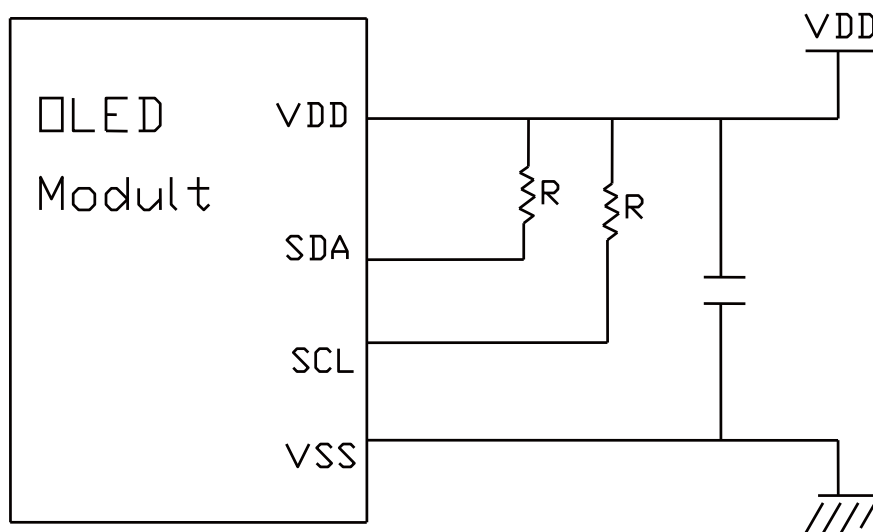 VDD
OLED
VDD
Modult
R
R
SDA
SCL
VSS